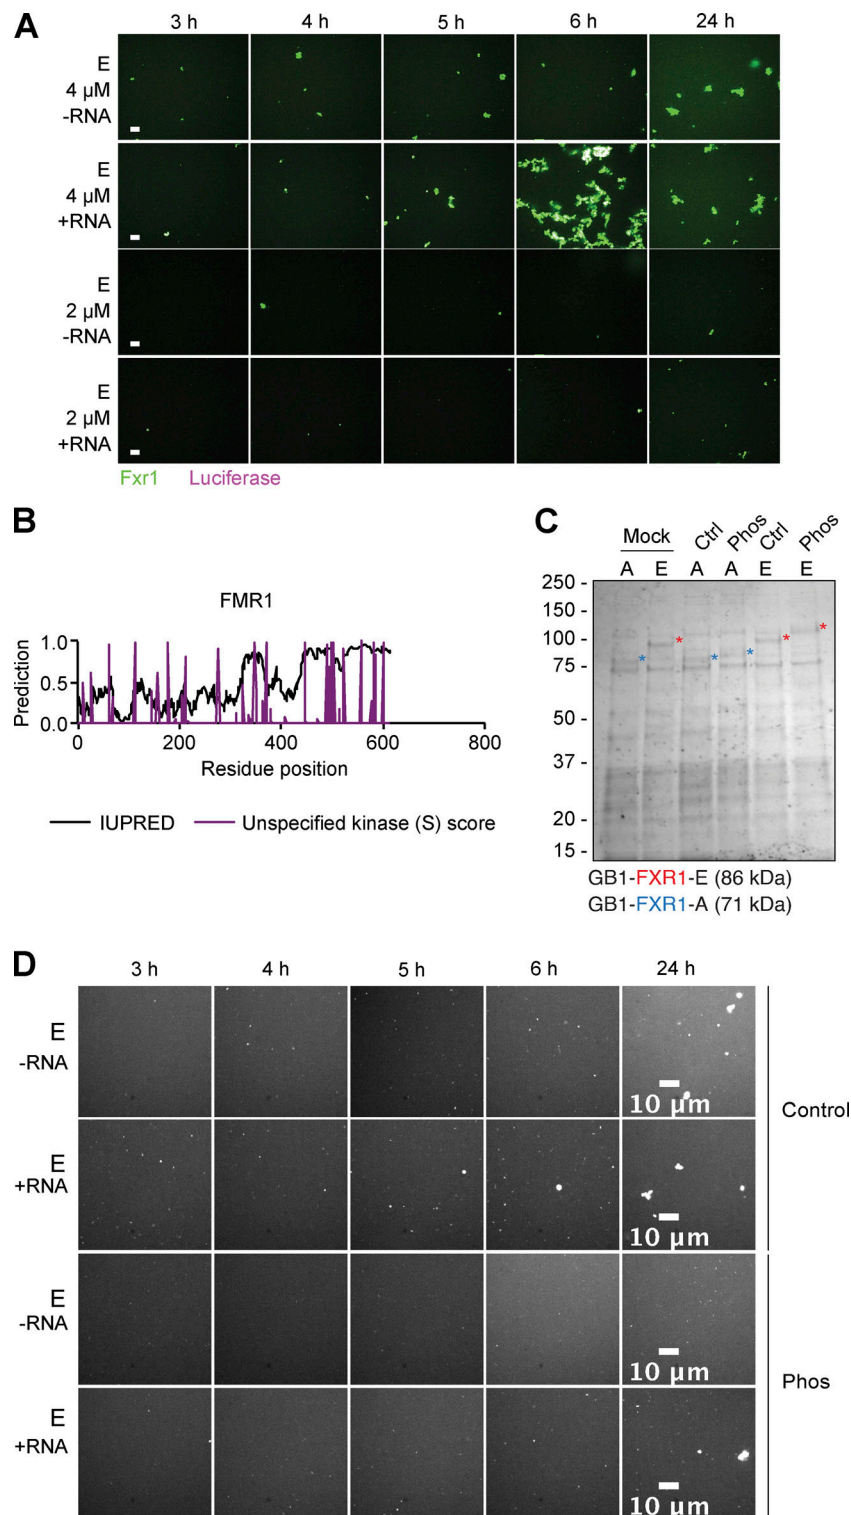 A
3 h 4 h 5 h 6 h 24 h
E
4 µM
-RNA
E
4 µM
+RNA
E
2 µM
-RNA
E
2 µM
+RNA
Fxr1 Luciferase
B
FMR1
Prediction
1.0
0.5
0.0
0 200 400 600 800
Residue position
IUPRED Unspecified kinase (S) score
C
Mock Ctrl Phos Ctrl Phos
A E A A E E
250 -
150 -
100 -
75 -
50 -
37 -
20 -
15 -
* * * * * *
GB1-FXR1-E (86 kDa)
GB1-FXR1-A (71 kDa)
D
3 h 4 h 5 h 6 h 24 h
E
-RNA
10 µm
Control
E
+RNA
10 µm
E
-RNA
10 µm
Phos
E
+RNA
10 µm